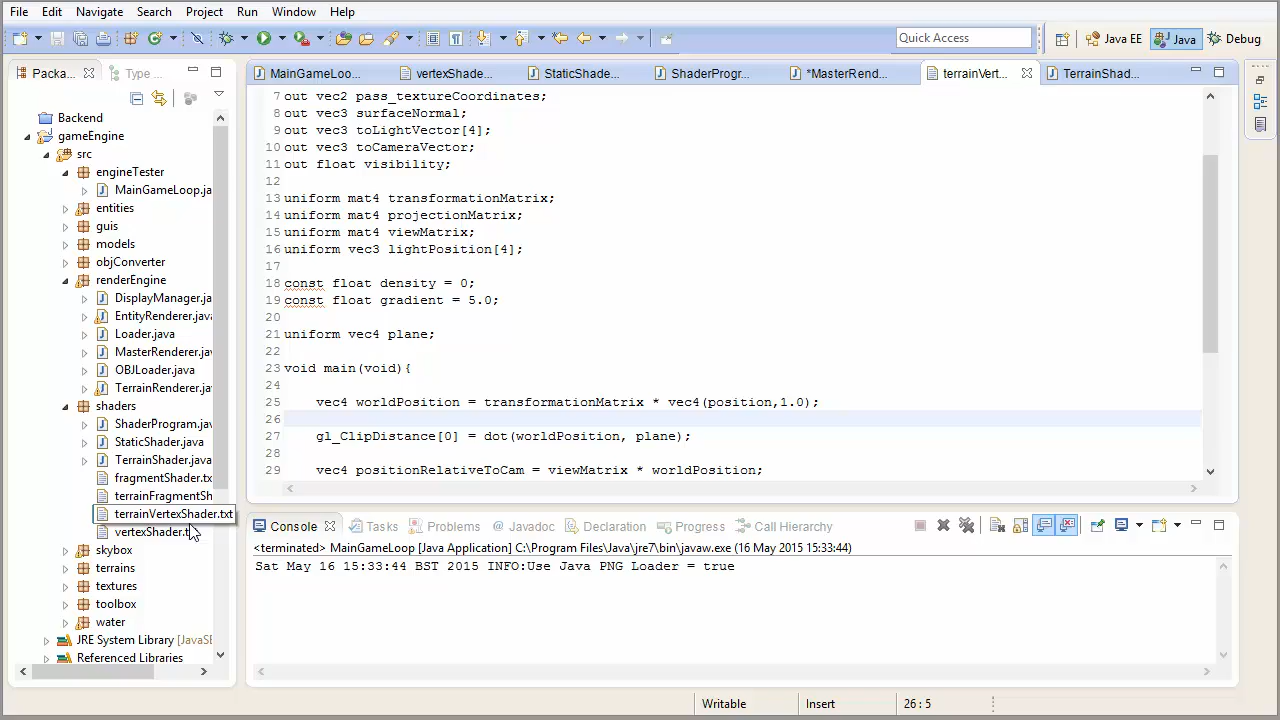 File Edit Navigate Search Project Run Window Help
Quick Access
Java EE
Java
Debug
Packa...
Type ...
MainGameLoo...
vertexShade...
StaticShade...
ShaderProgr...
*MasterRend...
terrainVert...
TerrainShad...
Backend
gameEngine
src
engineTester
MainGameLoop.ja
entities
guis
models
objConverter
renderEngine
DisplayManager.ja
EntityRenderer.java
Loader.java
MasterRenderer.java
OBJLoader.java
TerrainRenderer.java
shaders
ShaderProgram.java
StaticShader.java
TerrainShader.java
fragmentShader.tx
terrainFragmentSh
terrainVertexShader.txt
vertexShader.t
skybox
terrains
textures
toolbox
water
JRE System Library [JavaSE
Referenced Libraries
7 out vec2 pass_textureCoordinates;
8 out vec3 surfaceNormal;
9 out vec3 toLightVector[4];
10 out vec3 toCameraVector;
11 out float visibility;
12
13 uniform mat4 transformationMatrix;
14 uniform mat4 projectionMatrix;
15 uniform mat4 viewMatrix;
16 uniform vec3 lightPosition[4];
17
18 const float density = 0;
19 const float gradient = 5.0;
20
21 uniform vec4 plane;
22
23 void main(void){
24
25 vec4 worldPosition = transformationMatrix * vec4(position,1.0);
26
27 gl_ClipDistance[0] = dot(worldPosition, plane);
28
29 vec4 positionRelativeToCam = viewMatrix * worldPosition;
Console Tasks Problems Javadoc Declaration Progress Call Hierarchy
<terminated> MainGameLoop [Java Application] C:\Program Files\Java\jre7\bin\javaw.exe (16 May 2015 15:33:44)
Sat May 16 15:33:44 BST 2015 INFO:Use Java PNG Loader = true
Writable
Insert
26 : 5